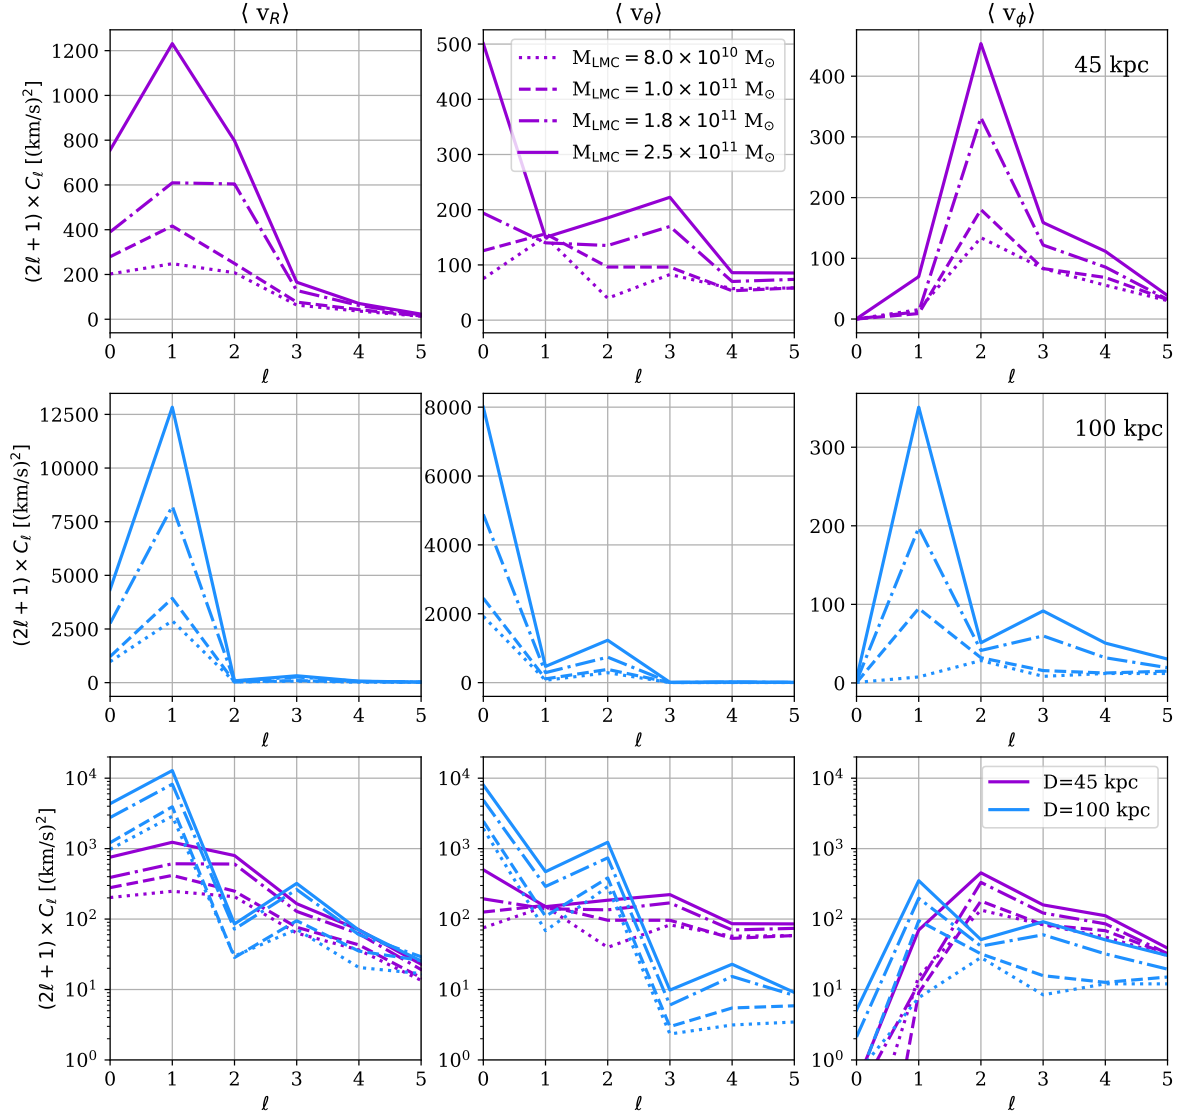 ⟨ v_R⟩ ⟨ v_θ⟩ ⟨ v_ϕ⟩
(2ℓ + 1) × C_ℓ [(km/s)^2]
1200
1000
800
600
400
200
0
0 1 2 3 4 5
ℓ
500
400
300
200
100
0
M_LMC = 8.0 × 10^10 M_⊙
M_LMC = 1.0 × 10^11 M_⊙
M_LMC = 1.8 × 10^11 M_⊙
M_LMC = 2.5 × 10^11 M_⊙
0 1 2 3 4 5
ℓ
400
300
200
100
0
45 kpc
0 1 2 3 4 5
ℓ
(2ℓ + 1) × C_ℓ [(km/s)^2]
12500
10000
7500
5000
2500
0
0 1 2 3 4 5
ℓ
8000
6000
4000
2000
0
0 1 2 3 4 5
ℓ
300
200
100
0
100 kpc
0 1 2 3 4 5
ℓ
(2ℓ + 1) × C_ℓ [(km/s)^2]
10^4
10^3
10^2
10^1
10^0
0 1 2 3 4 5
ℓ
10^4
10^3
10^2
10^1
10^0
0 1 2 3 4 5
ℓ
10^4
10^3
10^2
10^1
10^0
D=45 kpc
D=100 kpc
0 1 2 3 4 5
ℓ